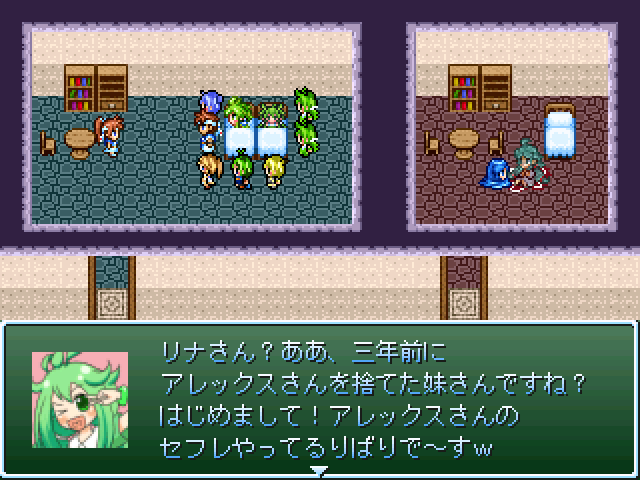 リナさん？ああ、三年前に
アレックスさんを捨てた妹さんですね？
はじめまして！アレックスさんの
セフレやってるりばりで～すｗ